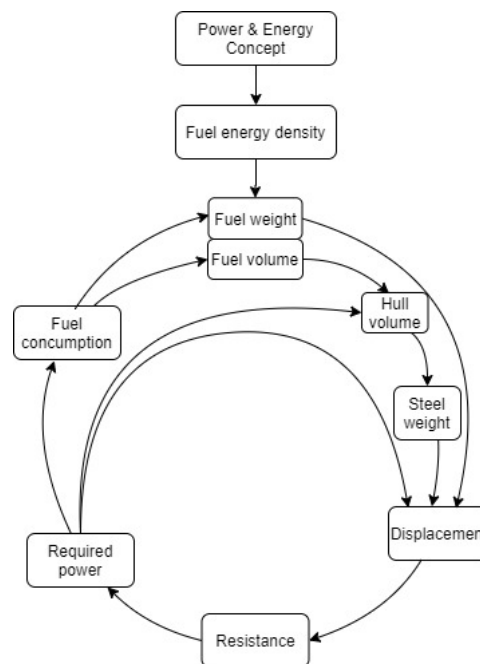 Power & Energy
Concept
Fuel energy density
Fuel weight
Fuel volume
Hull
volume
Fuel
concumption
Steel
weight
Displacemen
Required
power
Resistance